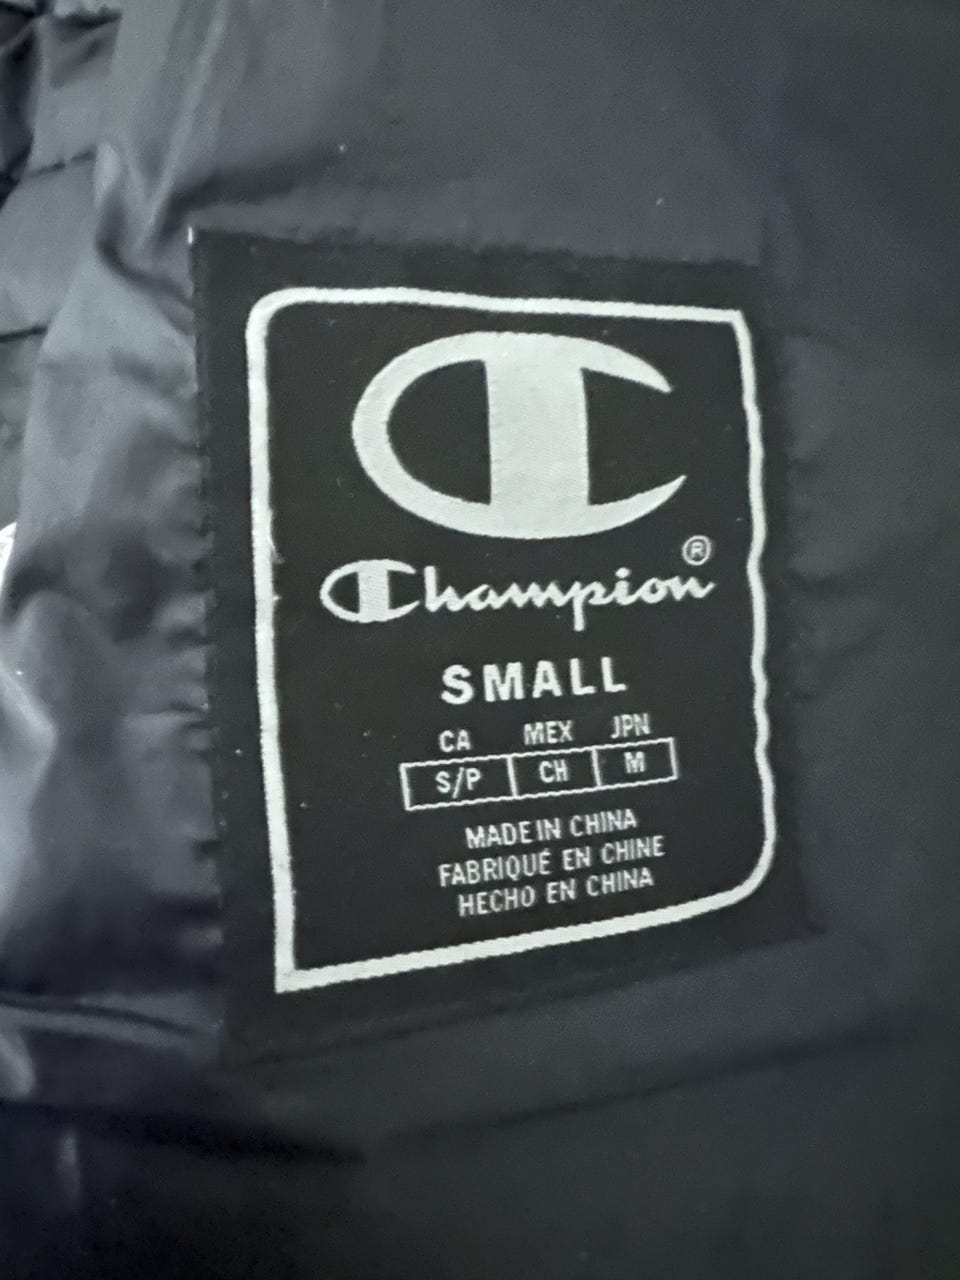 Champion®
SMALL
CA MEX JPN
S/P CH M
MADE IN CHINA
FABRIQUÉ EN CHINE
HECHO EN CHINA